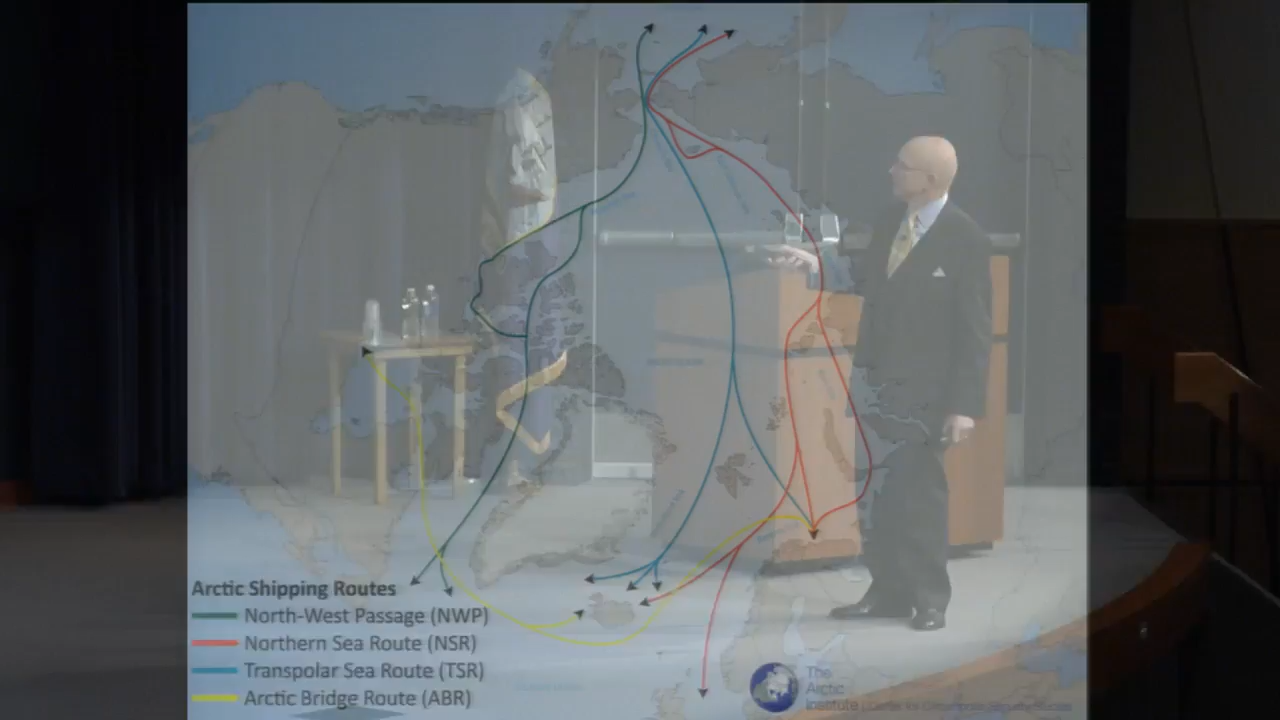 Arctic Shipping Routes
North-West Passage (NWP)
Northern Sea Route (NSR)
Transpolar Sea Route (TSR)
Arctic Bridge Route (ABR)
The
Arctic
Institute